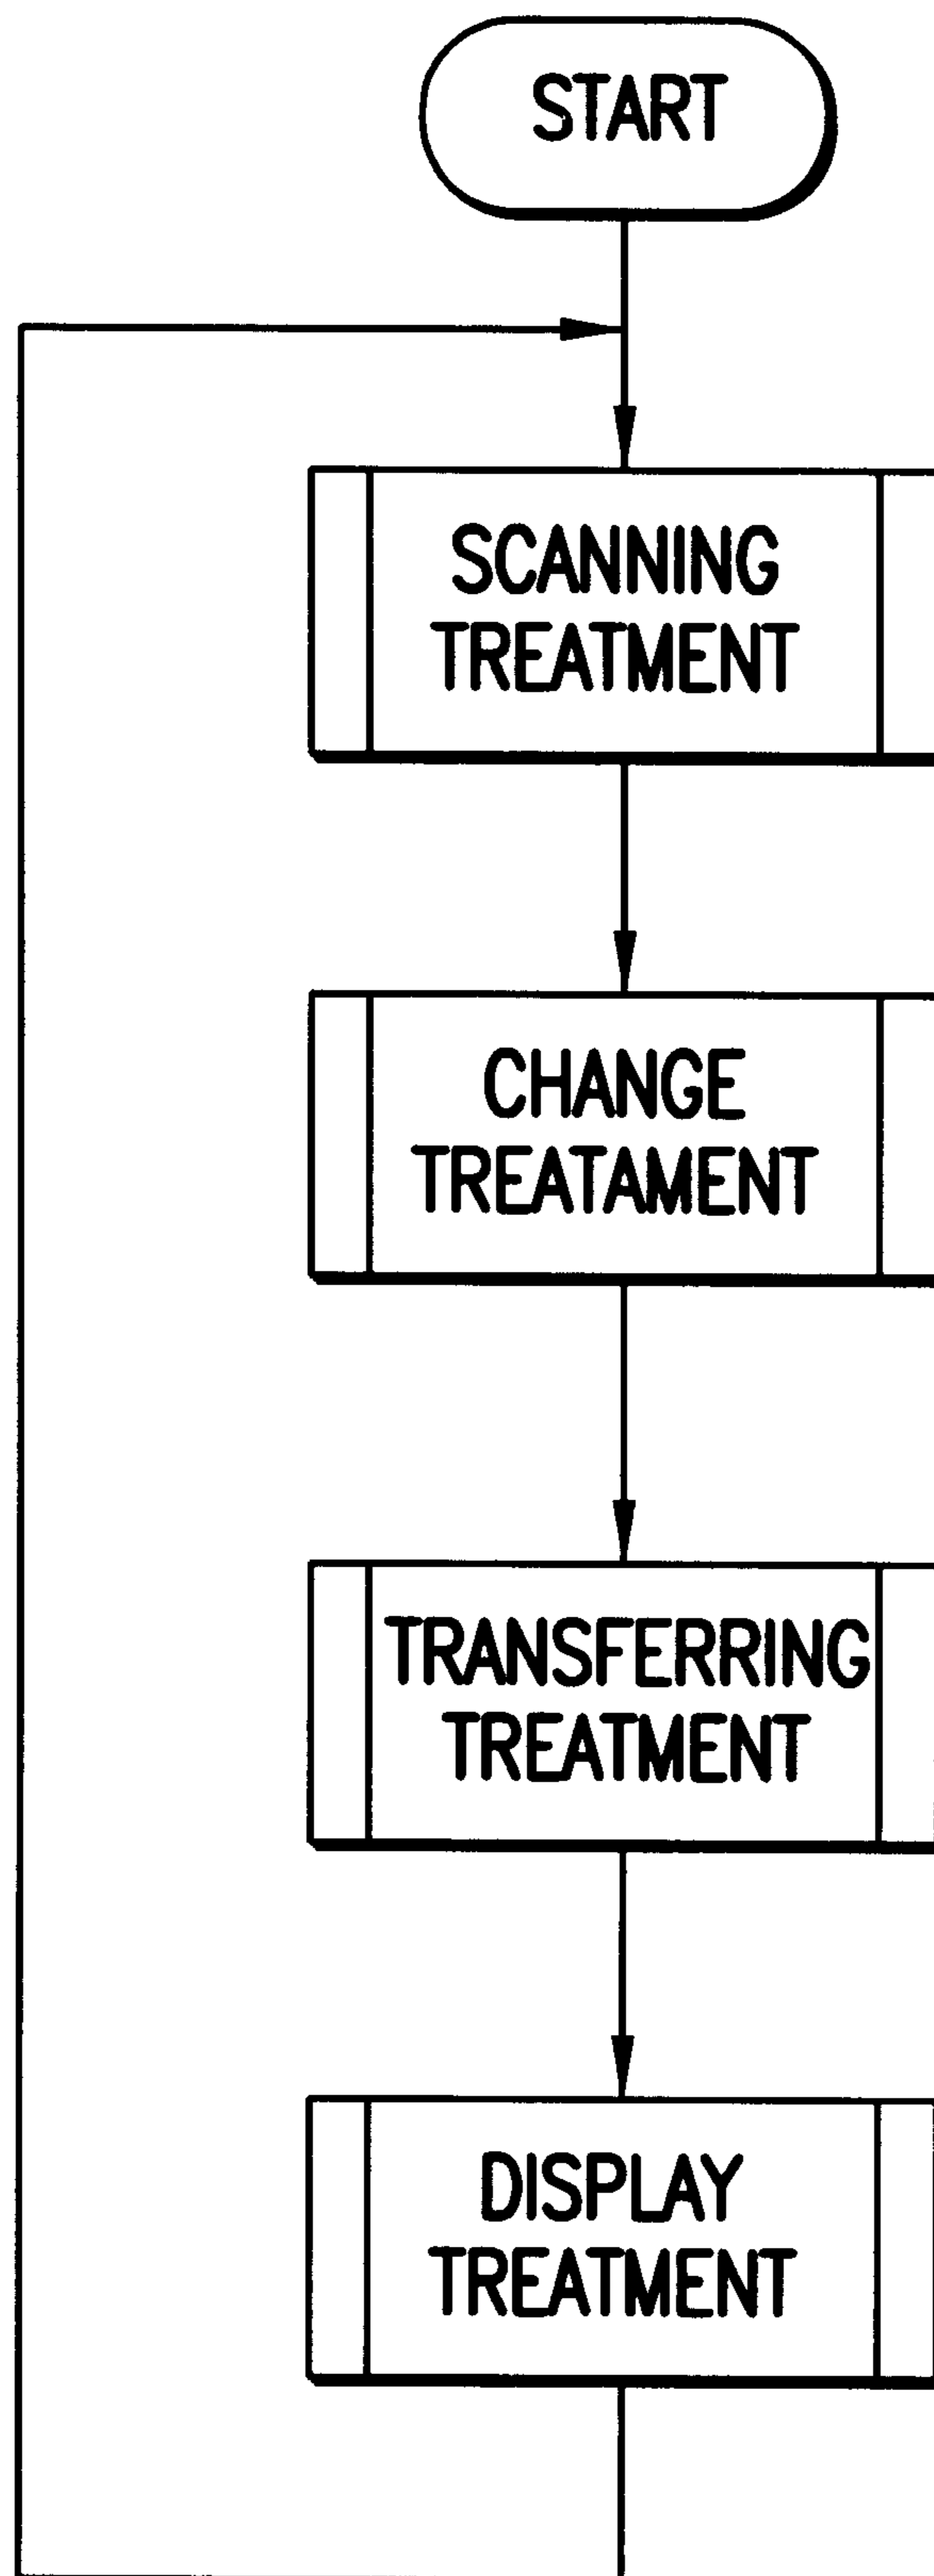 START
SCANNING
TREATMENT
CHANGE
TREATAMENT
TRANSFERRING
TREATMENT
DISPLAY
TREATMENT